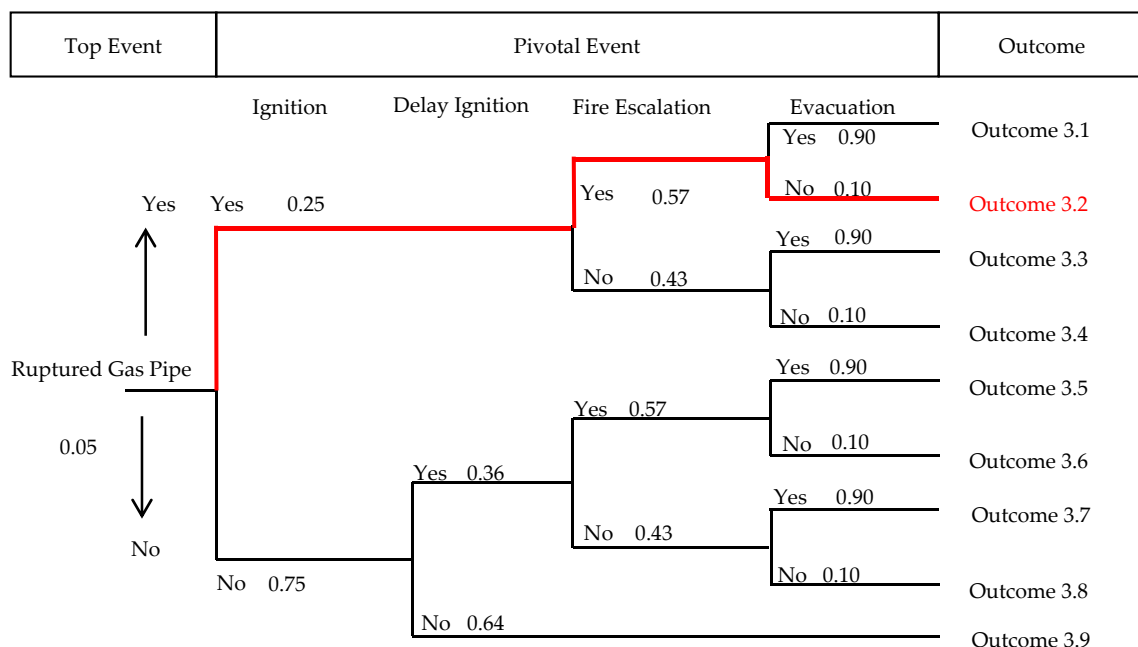 Top Event Pivotal Event Outcome
Ignition Delay Ignition Fire Escalation Evacuation
Yes 0.90 Outcome 3.1
Yes Yes 0.25 Yes 0.57 No 0.10 Outcome 3.2
Yes 0.90 Outcome 3.3
No 0.43
No 0.10 Outcome 3.4
Ruptured Gas Pipe Yes 0.90 Outcome 3.5
Yes 0.57
0.05 No 0.10 Outcome 3.6
Yes 0.36
Yes 0.90 Outcome 3.7
No No 0.43
No 0.75 No 0.10 Outcome 3.8
No 0.64 Outcome 3.9